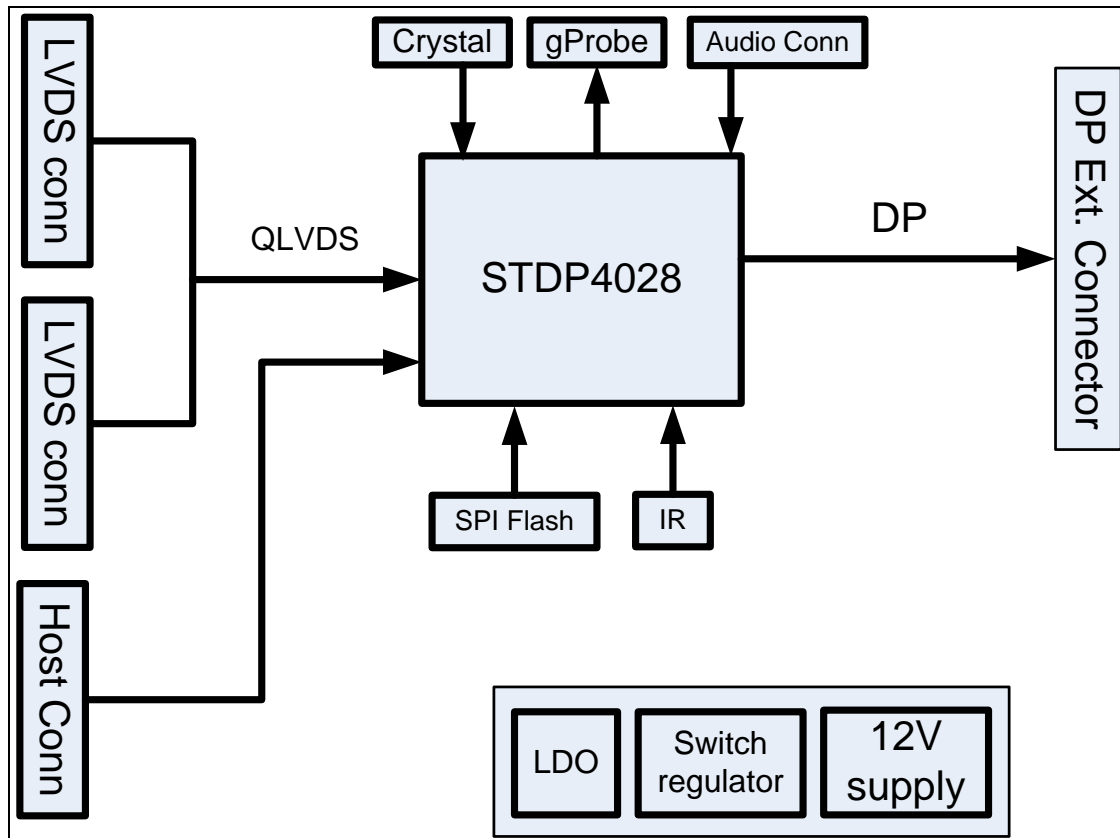 Crystal
gProbe
Audio Conn
LVDS conn
DP Ext. Connector
QLVDS
STDP4028
DP
LVDS conn
SPI Flash
IR
Host Conn
LDO
Switch
regulator
12V
supply